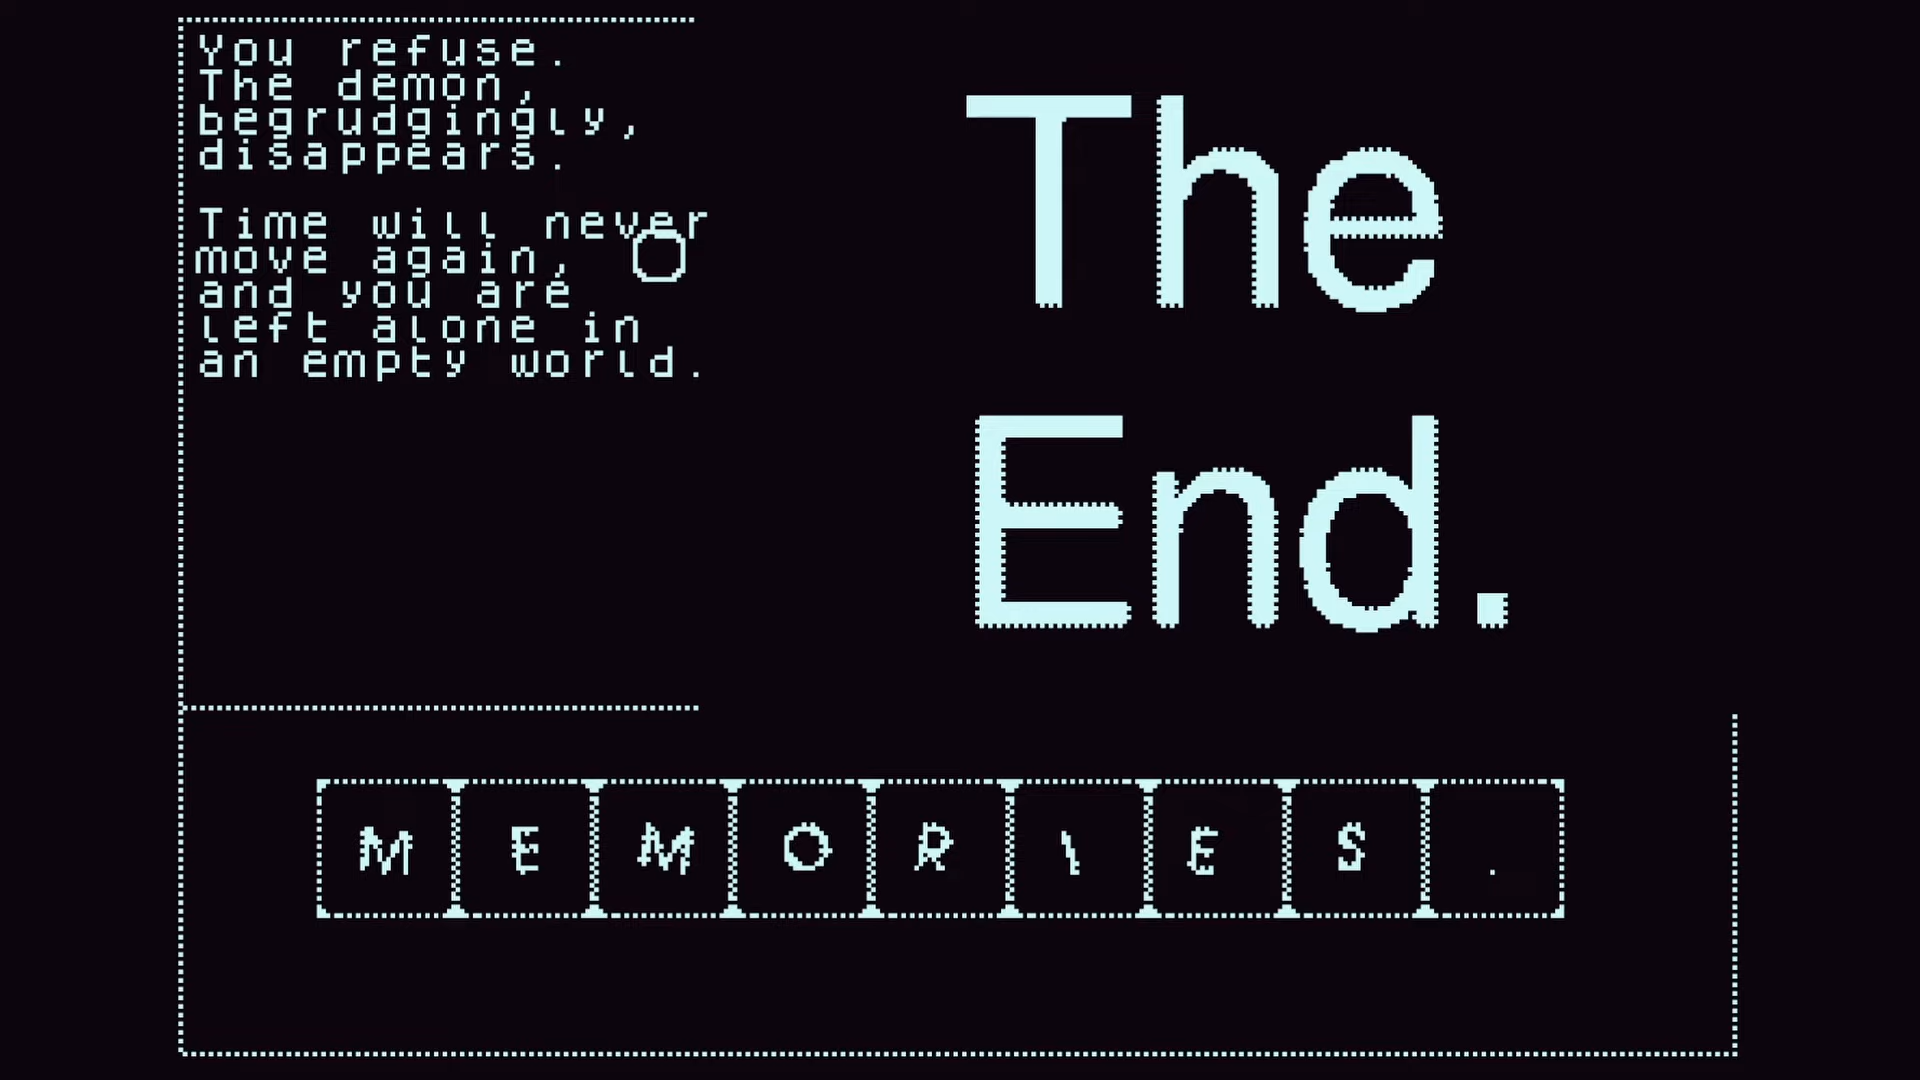 You refuse.
The demon,
begrudgingly,
disappears.
Time will never
move again,
and you are
left alone in
an empty world.
The
End.
MEMORIES.